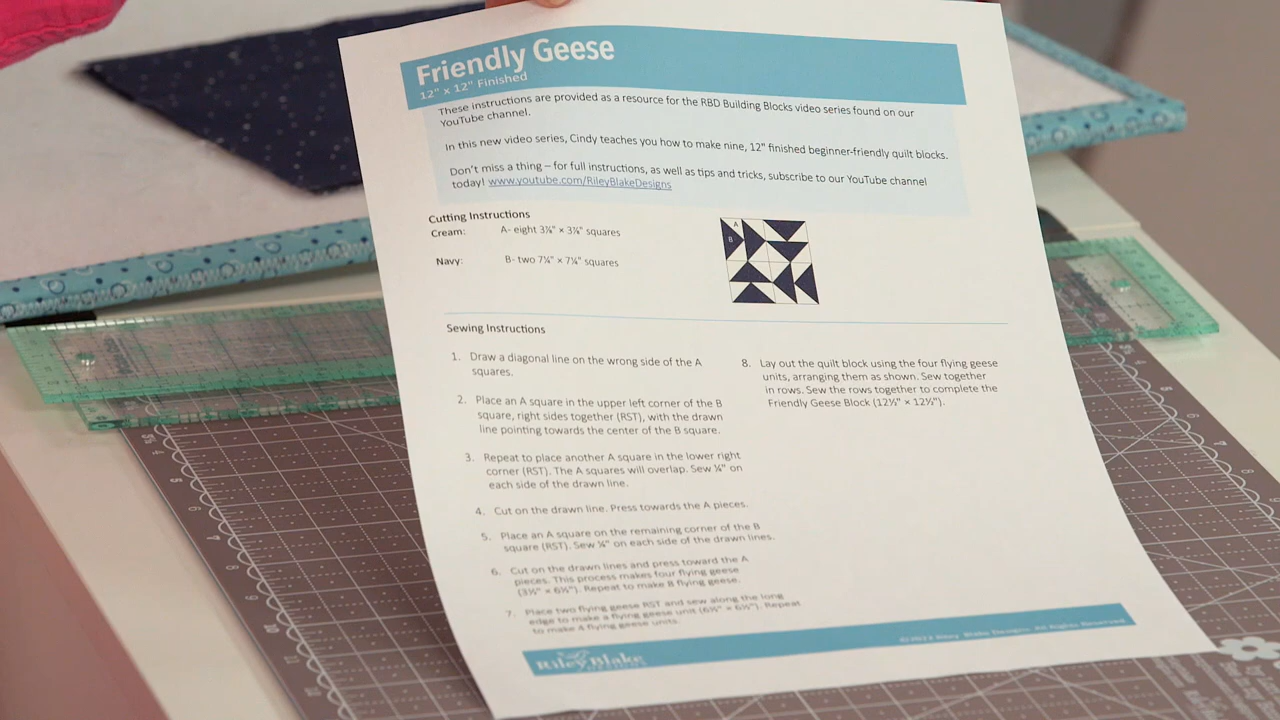 Friendly Geese
12" x 12" Finished
These instructions are provided as a resource for the RBD Building Blocks video series found on our
YouTube channel.
In this new video series, Cindy teaches you how to make nine, 12" finished beginner-friendly quilt blocks.
Don't miss a thing – for full instructions, as well as tips and tricks, subscribe to our YouTube channel
today! www.youtube.com/RileyBlakeDesigns
Cutting Instructions
Cream: A- eight 3⅞" × 3⅞" squares
Navy: B- two 7¼" × 7¼" squares
A
B
Sewing Instructions
1. Draw a diagonal line on the wrong side of the A
squares.
2. Place an A square in the upper left corner of the B
square, right sides together (RST), with the drawn
line pointing towards the center of the B square.
3. Repeat to place another A square in the lower right
corner (RST). The A squares will overlap. Sew ¼" on
each side of the drawn line.
4. Cut on the drawn line. Press towards the A pieces.
5. Place an A square on the remaining corner of the B
square (RST). Sew ¼" on each side of the drawn lines.
6. Cut on the drawn lines and press toward the A
pieces. This process makes four flying geese
(3½" × 6½"). Repeat to make 8 flying geese.
7. Place two flying geese RST and sew along the long
edge to make a flying geese unit (6½" × 6½"). Repeat
to make 4 flying geese units.
8. Lay out the quilt block using the four flying geese
units, arranging them as shown. Sew together
in rows. Sew the rows together to complete the
Friendly Geese Block (12½" × 12½").
Riley Blake
DESIGNS
Riley Blake Designs. All Rights Reserved